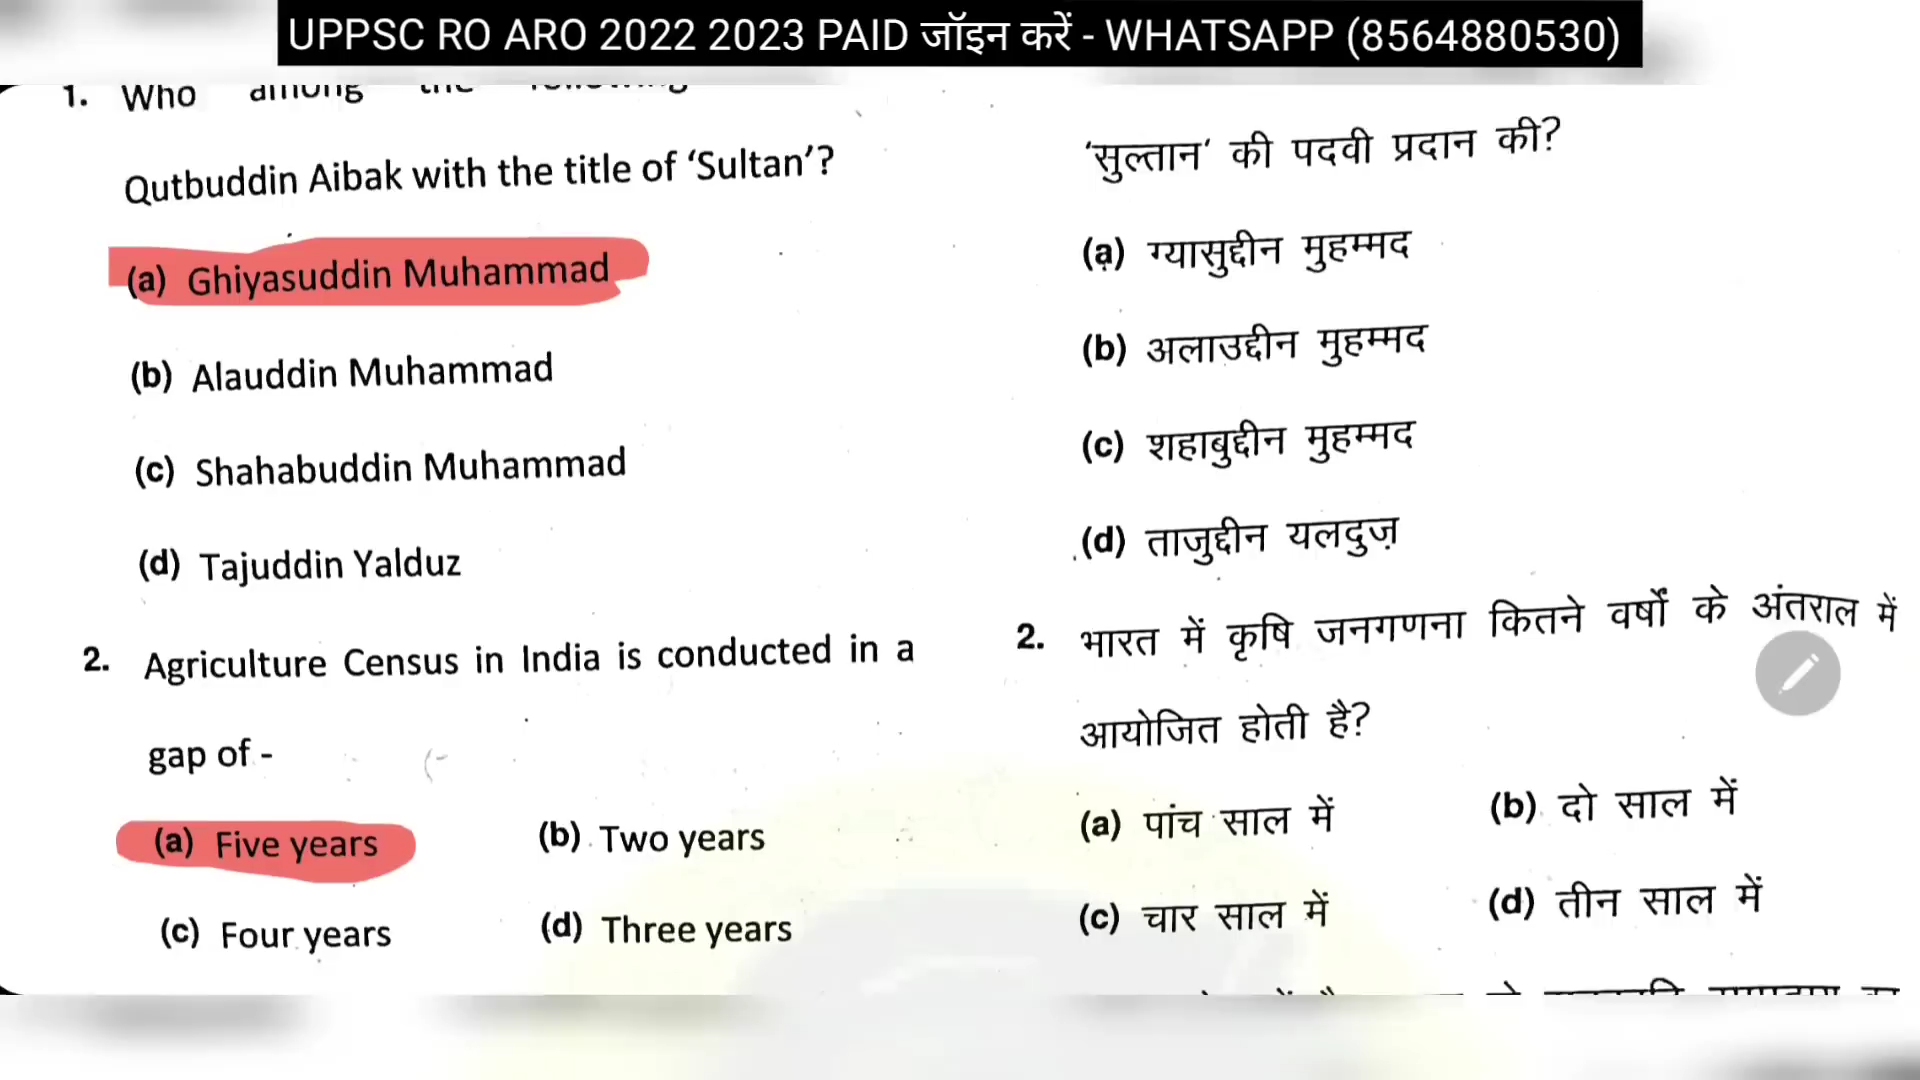 UPPSC RO ARO 2022 2023 PAID जॉइन करें - WHATSAPP (8564880530)
1. Who among the
Qutbuddin Aibak with the title of ‘Sultan’?
(a) Ghiyasuddin Muhammad
(b) Alauddin Muhammad
(c) Shahabuddin Muhammad
(d) Tajuddin Yalduz
2. Agriculture Census in India is conducted in a
gap of -
(a) Five years (b) Two years
(c) Four years (d) Three years
‘सुल्तान’ की पदवी प्रदान की?
(a) ग्यासुद्दीन मुहम्मद
(b) अलाउद्दीन मुहम्मद
(c) शहाबुद्दीन मुहम्मद
(d) ताजुद्दीन यलदुज़
2. भारत में कृषि जनगणना कितने वर्षों के अंतराल में
आयोजित होती है?
(a) पांच साल में (b) दो साल में
(c) चार साल में (d) तीन साल में